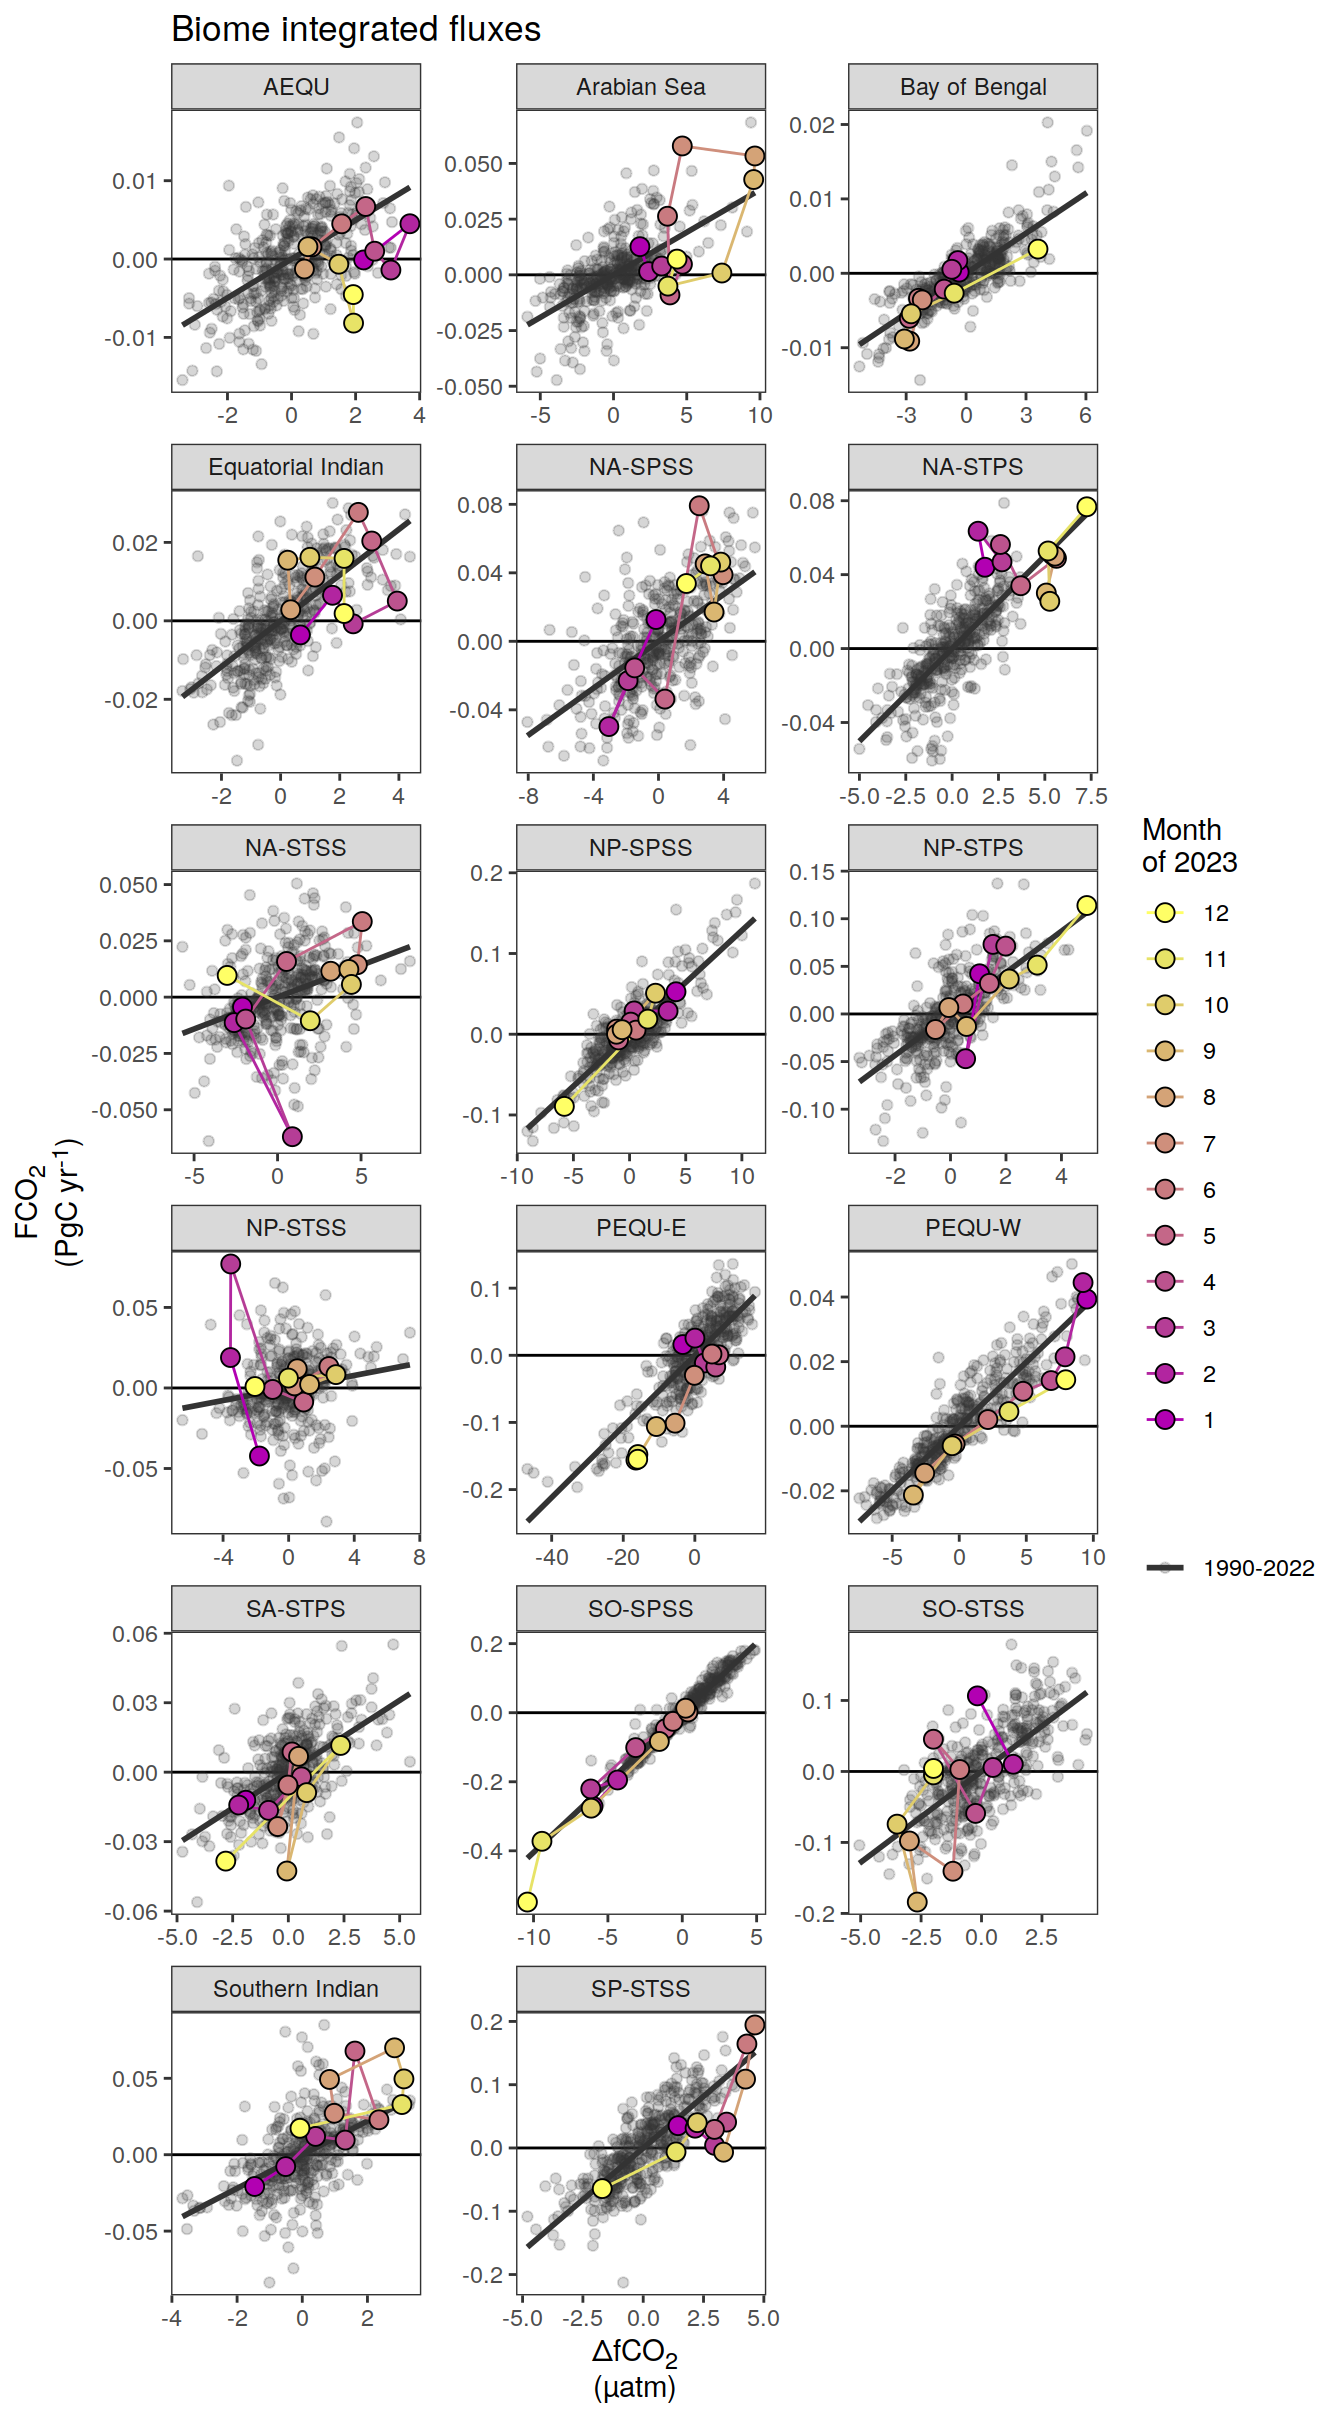 Biome integrated fluxes
AEQU
Arabian Sea
Bay of Bengal
0.01
0.00
-0.01
0.050
0.025
0.000
-0.025
-0.050
0.02
0.01
0.00
-0.01
-2 0 2 4
-5 0 5 10
-3 0 3 6
Equatorial Indian
NA-SPSS
NA-STPS
0.02
0.00
-0.02
0.08
0.04
0.00
-0.04
0.08
0.04
0.00
-0.04
-2 0 2 4
-8 -4 0 4
-5.0 -2.5 0.0 2.5 5.0 7.5
NA-STSS
NP-SPSS
NP-STPS
0.050
0.025
0.000
-0.025
-0.050
0.2
0.1
0.0
-0.1
0.15
0.10
0.05
0.00
-0.05
-0.10
-5 0 5
-10 -5 0 5 10
-2 0 2 4
NP-STSS
PEQU-E
PEQU-W
0.05
0.00
-0.05
0.1
0.0
-0.1
-0.2
0.04
0.02
0.00
-0.02
-4 0 4 8
-40 -20 0
-5 0 5 10
SA-STPS
SO-SPSS
SO-STSS
0.06
0.03
0.00
-0.03
-0.06
0.2
0.0
-0.2
-0.4
0.1
0.0
-0.1
-0.2
-5.0 -2.5 0.0 2.5 5.0
-10 -5 0 5
-5.0 -2.5 0.0 2.5
Southern Indian
SP-STSS
0.05
0.00
-0.05
0.2
0.1
0.0
-0.1
-0.2
-4 -2 0 2
-5.0 -2.5 0.0 2.5 5.0
FCO₂
(PgC yr⁻¹)
ΔfCO₂
(µatm)
Month
of 2023
12
11
10
9
8
7
6
5
4
3
2
1
1990-2022